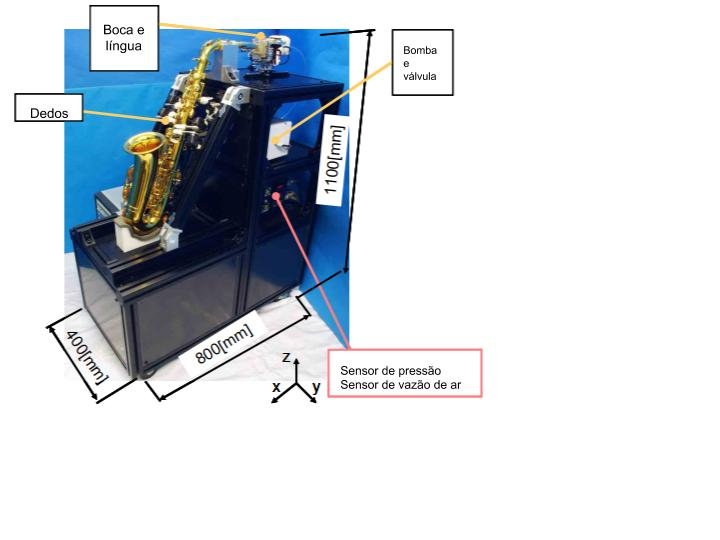 Boca e
língua
Bomba
e
válvula
Dedos
1100[mm]
400[mm]
800[mm]
z
x
y
Sensor de pressão
Sensor de vazão de ar